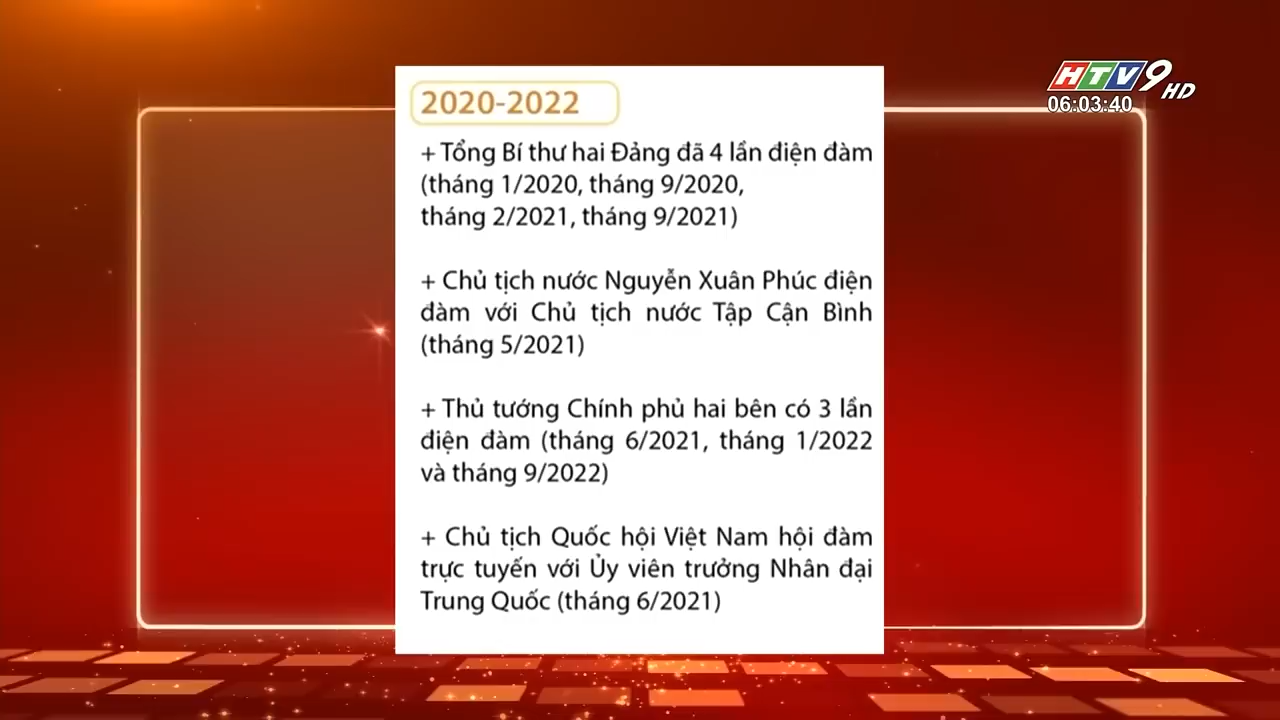 HTV9 HD
06:03:40
2020-2022
+ Tổng Bí thư hai Đảng đã 4 lần điện đàm
(tháng 1/2020, tháng 9/2020,
tháng 2/2021, tháng 9/2021)
+ Chủ tịch nước Nguyễn Xuân Phúc điện
đàm với Chủ tịch nước Tập Cận Bình
(tháng 5/2021)
+ Thủ tướng Chính phủ hai bên có 3 lần
điện đàm (tháng 6/2021, tháng 1/2022
và tháng 9/2022)
+ Chủ tịch Quốc hội Việt Nam hội đàm
trực tuyến với Ủy viên trưởng Nhân đại
Trung Quốc (tháng 6/2021)